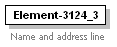 Element-3124_3
Name and address line